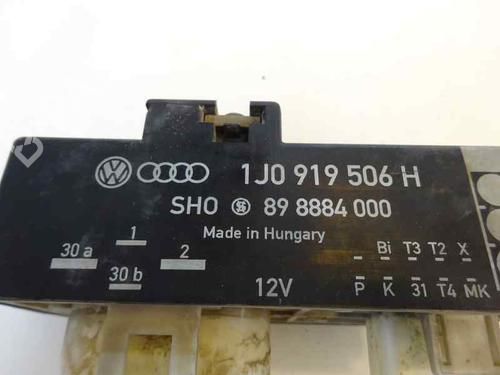 1J0 919 506 H
SHO 89 8884 000
Made in Hungary
30 a 1 2
30 b
12V
Bi T3 T2 X
P K 31 T4 MK